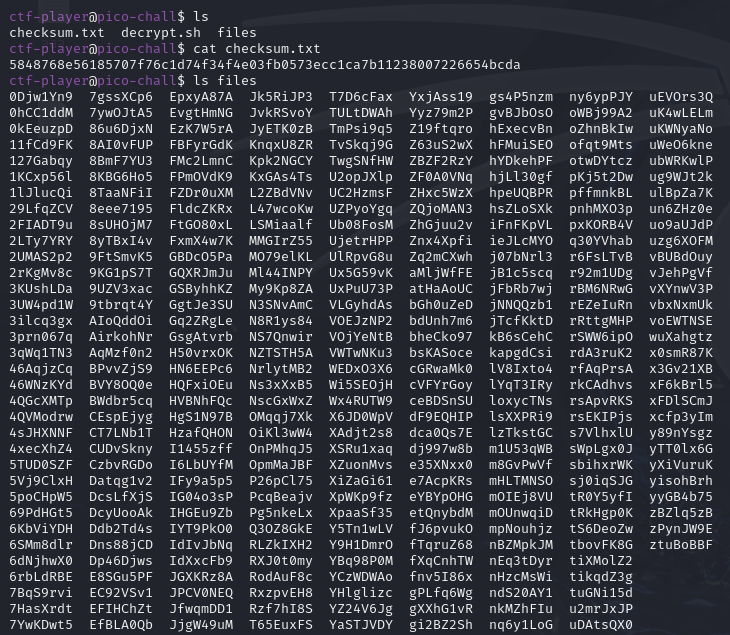 ctf-player@pico-chall$ ls
checksum.txt  decrypt.sh  files
ctf-player@pico-chall$ cat checksum.txt
5848768e56185707f76c1d74f34f4e03fb0573ecc1ca7b11238007226654bcda
ctf-player@pico-chall$ ls files
0Djw1Yn9  7gssXCp6  EpxyA87A  Jk5RiJP3  T7D6cFax  YxjAss19  gs4P5nzm  ny6ypPJY  uEVOrs3Q
0hCC1ddM  7ywOJtA5  EvgtHmNG  JvkRSvoY  TULtDWAh  Yyz79m2P  gvBJbOsO  oWBj99A2  uK4wLELm
0kEeuzpD  86u6DjxN  EzK7W5rA  JyETK0zB  TmPsi9q5  Z19ftqro  hExecvBn  oZhnBkIw  uKWNyaNo
11fCd9FK  8AI0vFUP  FBFyrGdK  KnqxU8ZR  TvSkqj9G  Z63uS2wX  hFMuiSEO  ofqt9Mts  uWeO6kne
127Gabqy  8BmF7YU3  FMc2LmnC  Kpk2NGCY  TwgSNfHW  ZBZF2RzY  hYDkehPF  otwDYtcz  ubWRKwlP
1KCxp56l  8KBG6Ho5  FPmOVdK9  KxGAs4Ts  U2opJXlp  ZF0A0VNq  hjLl30gf  pKj5t2Dw  ug9WJt2k
1lJlucQi  8TaaNFiI  FZDr0uXM  L2ZBdVNv  UC2HzmsF  ZHxc5WzX  hpeUQBPR  pffmnkBL  ulBpZa7K
29LfqZCV  8eee7195  FldcZKRx  L47wcoKw  UZPyoYgq  ZQjoMAN3  hsZLoSXk  pnhMXO3p  un6ZHz0e
2FIADT9u  8sUHOjM7  FtGO80xL  LSMiaalf  Ub08FosM  ZhGjuu2v  iFnFKpVL  pxKORB4V  uo9aUJdP
2LTy7YRY  8yTBxI4v  FxmX4w7K  MMGIrZ55  UjetrHPP  Znx4Xpfi  ieJLcMYO  q30YVhab  uzg6XOFM
2UMAS2p2  9FtSmvK5  GBDcO5Pa  MO79elKL  UlRpvG8u  Zq2mCXwh  j07bNrl3  r6FsLTvB  vBUBdOuy
2rKgMv8c  9KG1pS7T  GQXRJmJu  Ml44INPY  Ux5G59vK  aMljWfFE  jB1c5scq  r92m1UDg  vJehPgVf
3KUshLDa  9UZV3xac  GSByhhKZ  My9Kp8ZA  UxPuU73P  atHaAoUC  jFbRb7wj  rBM6NRwG  vXYnwV3P
3UW4pd1W  9tbrqt4Y  GgtJe3SU  N3SNvAmC  VLGyhdAs  bGh0uZeD  jNNQQzb1  rEZeIuRn  vbxNxmUk
3ilcq3gx  AIoQddOi  Gq2ZRgLe  N8R1ys84  VOEJzNP2  bdUnh7m6  jTcfKktD  rRttgMHP  voEWTNSE
3prn067q  AirkohNr  GsgAtvrb  NS7Qnwir  VOjYeNtB  bheCko97  kB6sCehC  rSWW6ipO  wuXahgtz
3qWq1TN3  AqMzf0n2  H50vrxOK  NZTSTH5A  VWTwNKu3  bsKASoce  kapgdCsi  rdA3ruK2  x0smR87K
46AqjzCq  BPvvZjS9  HN6EEPc6  NrlytMB2  WEDxO3X6  cGRwaMk0  lV8Ixto4  rfAqPrsA  x3Gv21XB
46WNzKYd  BVY8OQ0e  HQFxiOEu  Ns3xXxB5  Wi5SEOjH  cVFYrGoy  lYqT3IRy  rkCAdhvs  xF6kBrl5
4QGcXMTp  BWdbr5cq  HVBNhFQc  NscGxWzZ  Wx4RUTW9  ceBDSnSU  loxycTNs  rsApvRKS  xFDlSCmJ
4QVModrw  CEspEjyg  HgS1N97B  OMqqj7Xk  X6JD0WpV  dF9EQHIP  lsXXPRi9  rsEKIPjs  xcfp3yIm
4sJHXNNF  CT7LNb1T  HzafQHON  OiKl3wW4  XAdjt2s8  dca0Qs7E  lzTkstGC  s7VlhxlU  y89nYsgz
4xecXhZ4  CUDvSkny  I1455zff  OnPMhqJ5  XSRu1xaq  dj997w8b  m1U53qWB  sWpLgx0J  yTT0lx6G
5TUD0SZF  CzbvRGDo  I6LbUYfM  OpmMaJBF  XZuonMvs  e35XNxx0  m8GvPwVf  sbihxrWK  yXiVuruK
5Vj9ClxH  Datqg1v2  IFy9a5p5  P26pCl75  XiZaGi61  e7AcpKRs  mHLTMNSO  sj0iqSJG  yisohBrh
5poCHpW5  DcsLfXjS  IG04o3sP  PcqBeajv  XpWKp9fz  eYBYpOHG  mOIEj8VU  tR0Y5yfI  yyGB4b75
69PdHGt5  DcyUooAk  IHGEu9Zb  Pg5nkeLx  XpaaSf35  etQnybdM  mOUnwqiD  tRkHgp0K  zBZlq5zB
6KbViYDH  Ddb2Td4s  IYT9PkO0  Q3OZ8GkE  Y5Tn1wLV  fJ6pvukO  mpNouhjz  tS6DeoZw  zPynJW9E
6SMm8dlr  Dns88jCD  IdIvJbNq  RLZkIXH2  Y9H1DmrO  fTqruZ68  nBZMpkJM  tbovFK8G  ztuBoBBF
6dNjhwX0  Dp46Djws  IdXxcFb9  RXJ0t0my  YBq98P0M  fXqCnhTW  nEq3tDyr  tiXMolZ2
6rbLdRBE  E8SGu5PF  JGXKRz8A  RodAuF8c  YCzWDWAo  fnv5I86x  nHzcMsWi  tikqdZ3g
7BqS9rvi  EC92VSv1  JPCV0NEQ  RxzpvEH8  YHlglizc  gPLfq6Wg  ndS20AY1  tuGNi15d
7HasXrdt  EFIHChZt  JfwqmDD1  Rzf7hI8S  YZ24V6Jg  gXXhG1vR  nkMZhFIu  u2mrJxJP
7YwKDwt5  EfBLA0Qb  JjgW49uM  T65EuxFS  YaSTJVDY  gi2BZ2Sh  nq6y1LoG  uDAtsQX0